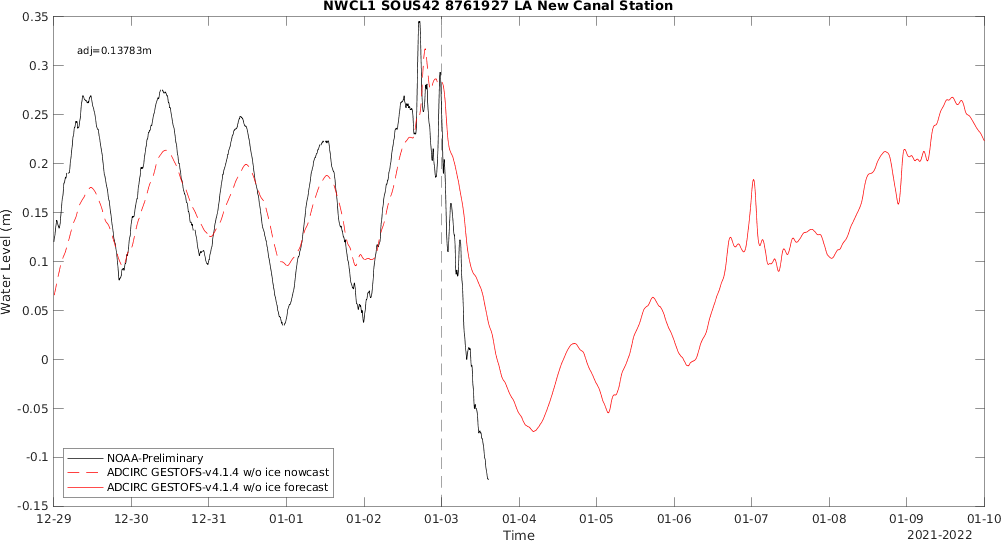 NWCL1 SOUS42 8761927 LA New Canal Station
adj=0.13783m
0.35
0.3
0.25
0.2
0.15
0.1
0.05
0
-0.05
-0.1
-0.15
Water Level (m)
NOAA-Preliminary
ADCIRC GESTOFS-v4.1.4 w/o ice nowcast
ADCIRC GESTOFS-v4.1.4 w/o ice forecast
12-29 12-30 12-31 01-01 01-02 01-03 01-04 01-05 01-06 01-07 01-08 01-09 01-10
Time
2021-2022